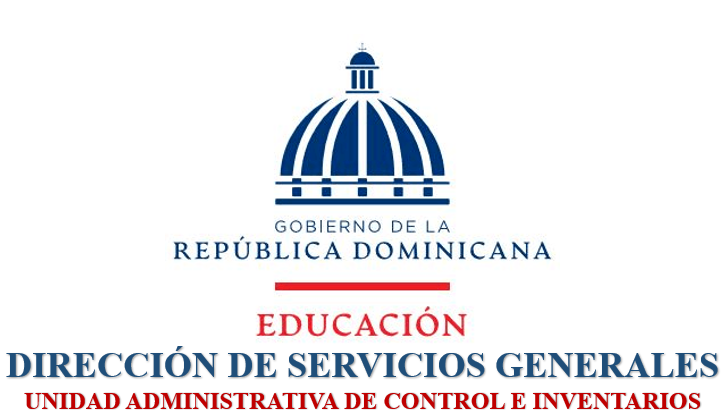 GOBIERNO DE LA
REPÚBLICA DOMINICANA
EDUCACIÓN
DIRECCIÓN DE SERVICIOS GENERALES
UNIDAD ADMINISTRATIVA DE CONTROL E INVENTARIOS